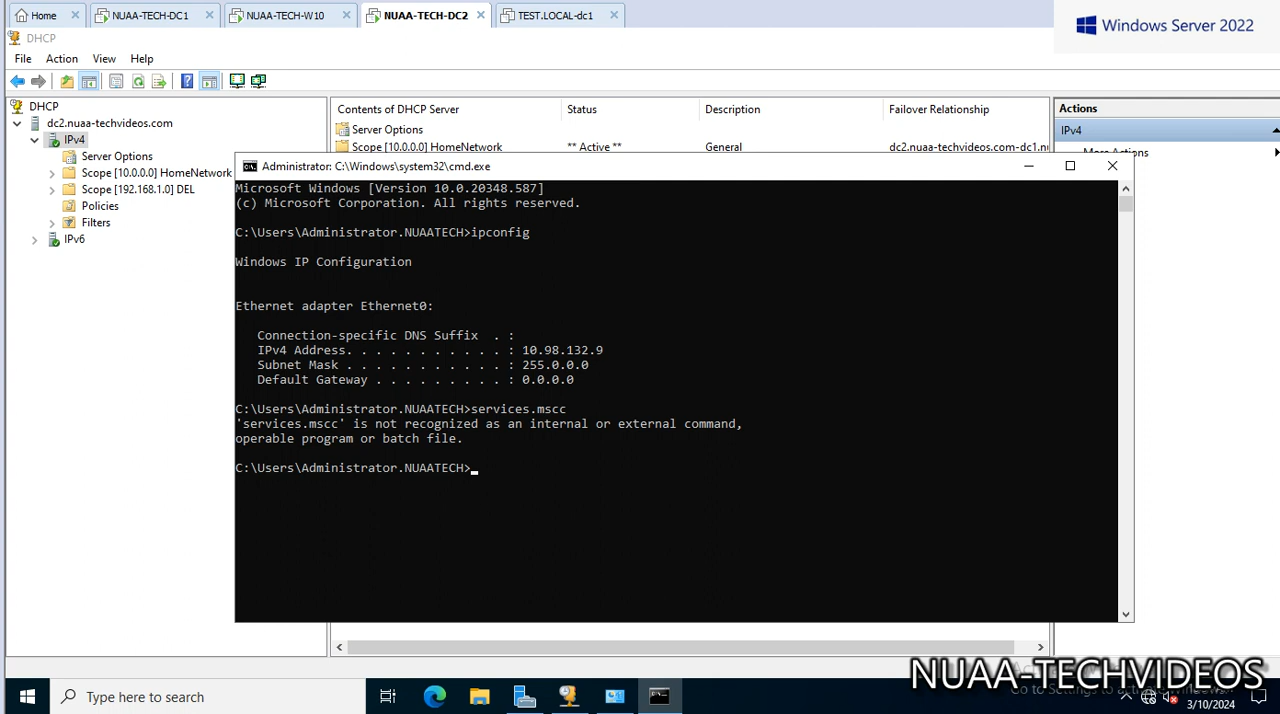 Home
NUAA-TECH-DC1
NUAA-TECH-W10
NUAA-TECH-DC2
TEST.LOCAL-dc1
Windows Server 2022
DHCP
File Action View Help
DHCP
dc2.nuaa-techvideos.com
IPv4
Server Options
Scope [10.0.0.0] HomeNetwork
Scope [192.168.1.0] DEL
Policies
Filters
IPv6
Contents of DHCP Server Status Description Failover Relationship
Server Options
Scope [10.0.0.0] HomeNetwork ** Active ** General dc2.nuaa-techvideos.com-dc1.nu
Actions
IPv4
More Actions
Administrator: C:\Windows\system32\cmd.exe
Microsoft Windows [Version 10.0.20348.587]
(c) Microsoft Corporation. All rights reserved.
C:\Users\Administrator.NUAATECH>ipconfig
Windows IP Configuration
Ethernet adapter Ethernet0:
Connection-specific DNS Suffix . :
IPv4 Address. . . . . . . . . . . : 10.98.132.9
Subnet Mask . . . . . . . . . . . : 255.0.0.0
Default Gateway . . . . . . . . . : 0.0.0.0
C:\Users\Administrator.NUAATECH>services.mscc
'services.mscc' is not recognized as an internal or external command,
operable program or batch file.
C:\Users\Administrator.NUAATECH>
NUAA-TECHVIDEOS
Go to Settings to activate Windows.
Type here to search
3/10/2024